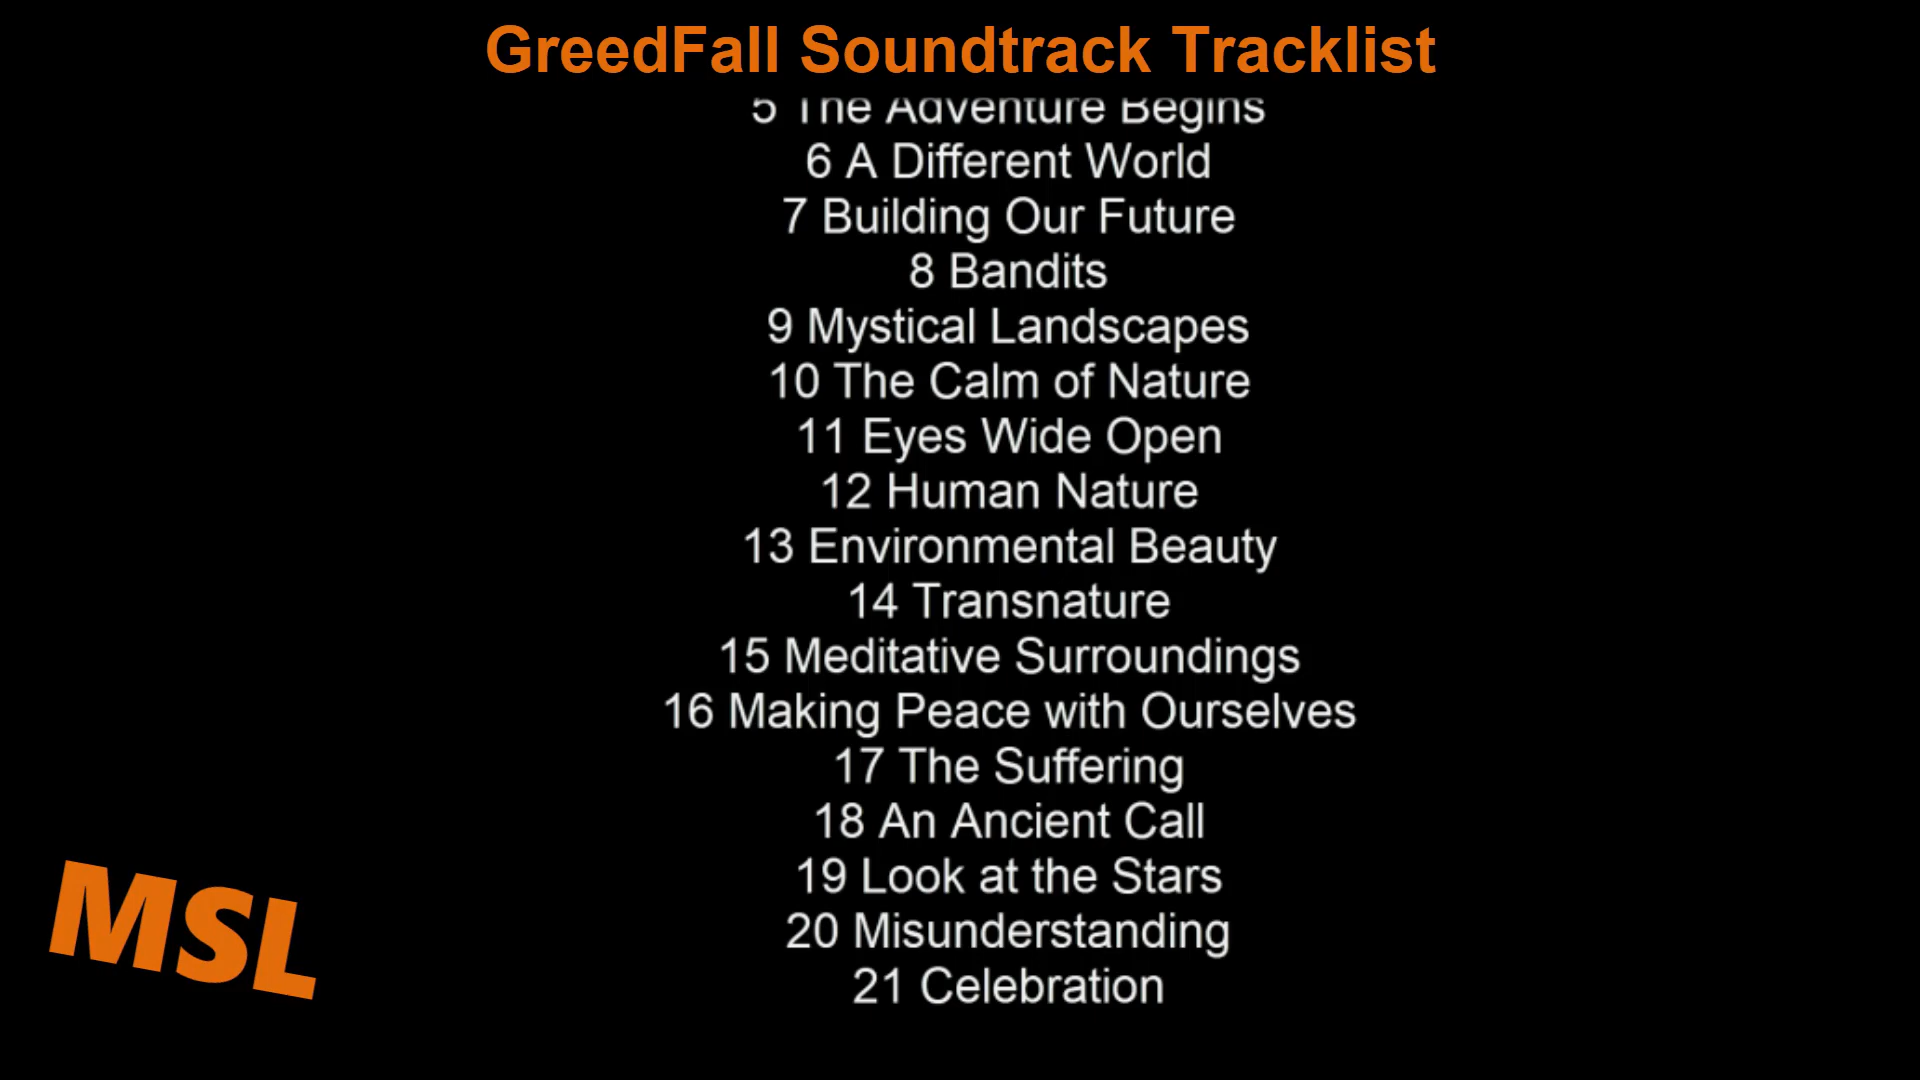 GreedFall Soundtrack Tracklist
5 The Adventure Begins
6 A Different World
7 Building Our Future
8 Bandits
9 Mystical Landscapes
10 The Calm of Nature
11 Eyes Wide Open
12 Human Nature
13 Environmental Beauty
14 Transnature
15 Meditative Surroundings
16 Making Peace with Ourselves
17 The Suffering
18 An Ancient Call
19 Look at the Stars
20 Misunderstanding
21 Celebration
MSL